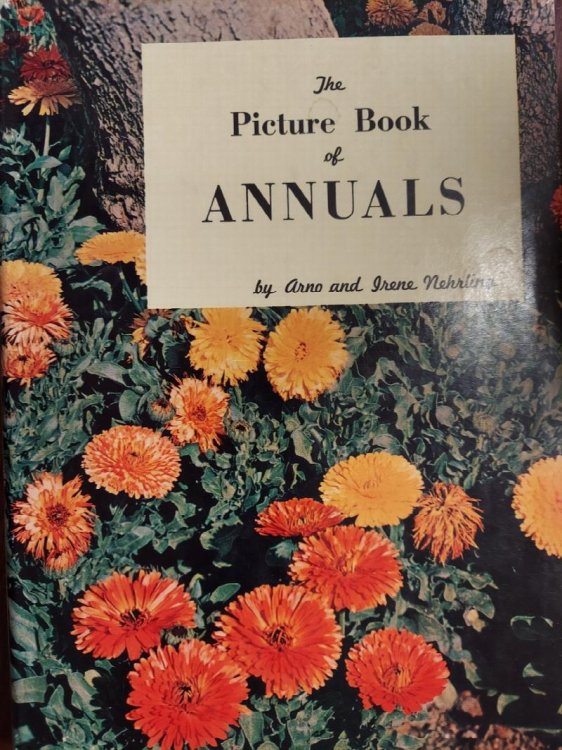 The
Picture Book
of
ANNUALS
by Arno and Irene Nehrling